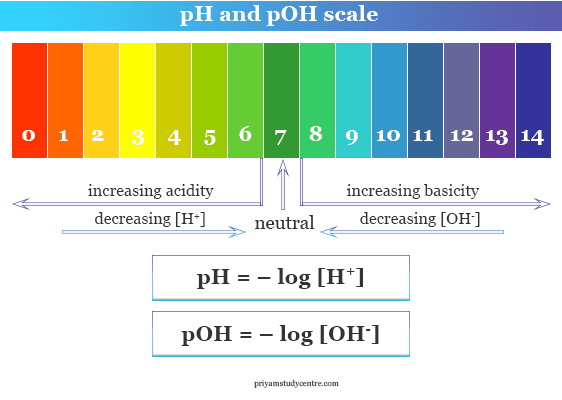 pH and pOH scale
0 1 2 3 4 5 6 7 8 9 10 11 12 13 14
increasing acidity increasing basicity
decreasing [H⁺] neutral decreasing [OH⁻]
pH = – log [H⁺]
pOH = – log [OH⁻]
priyamstudycentre.com